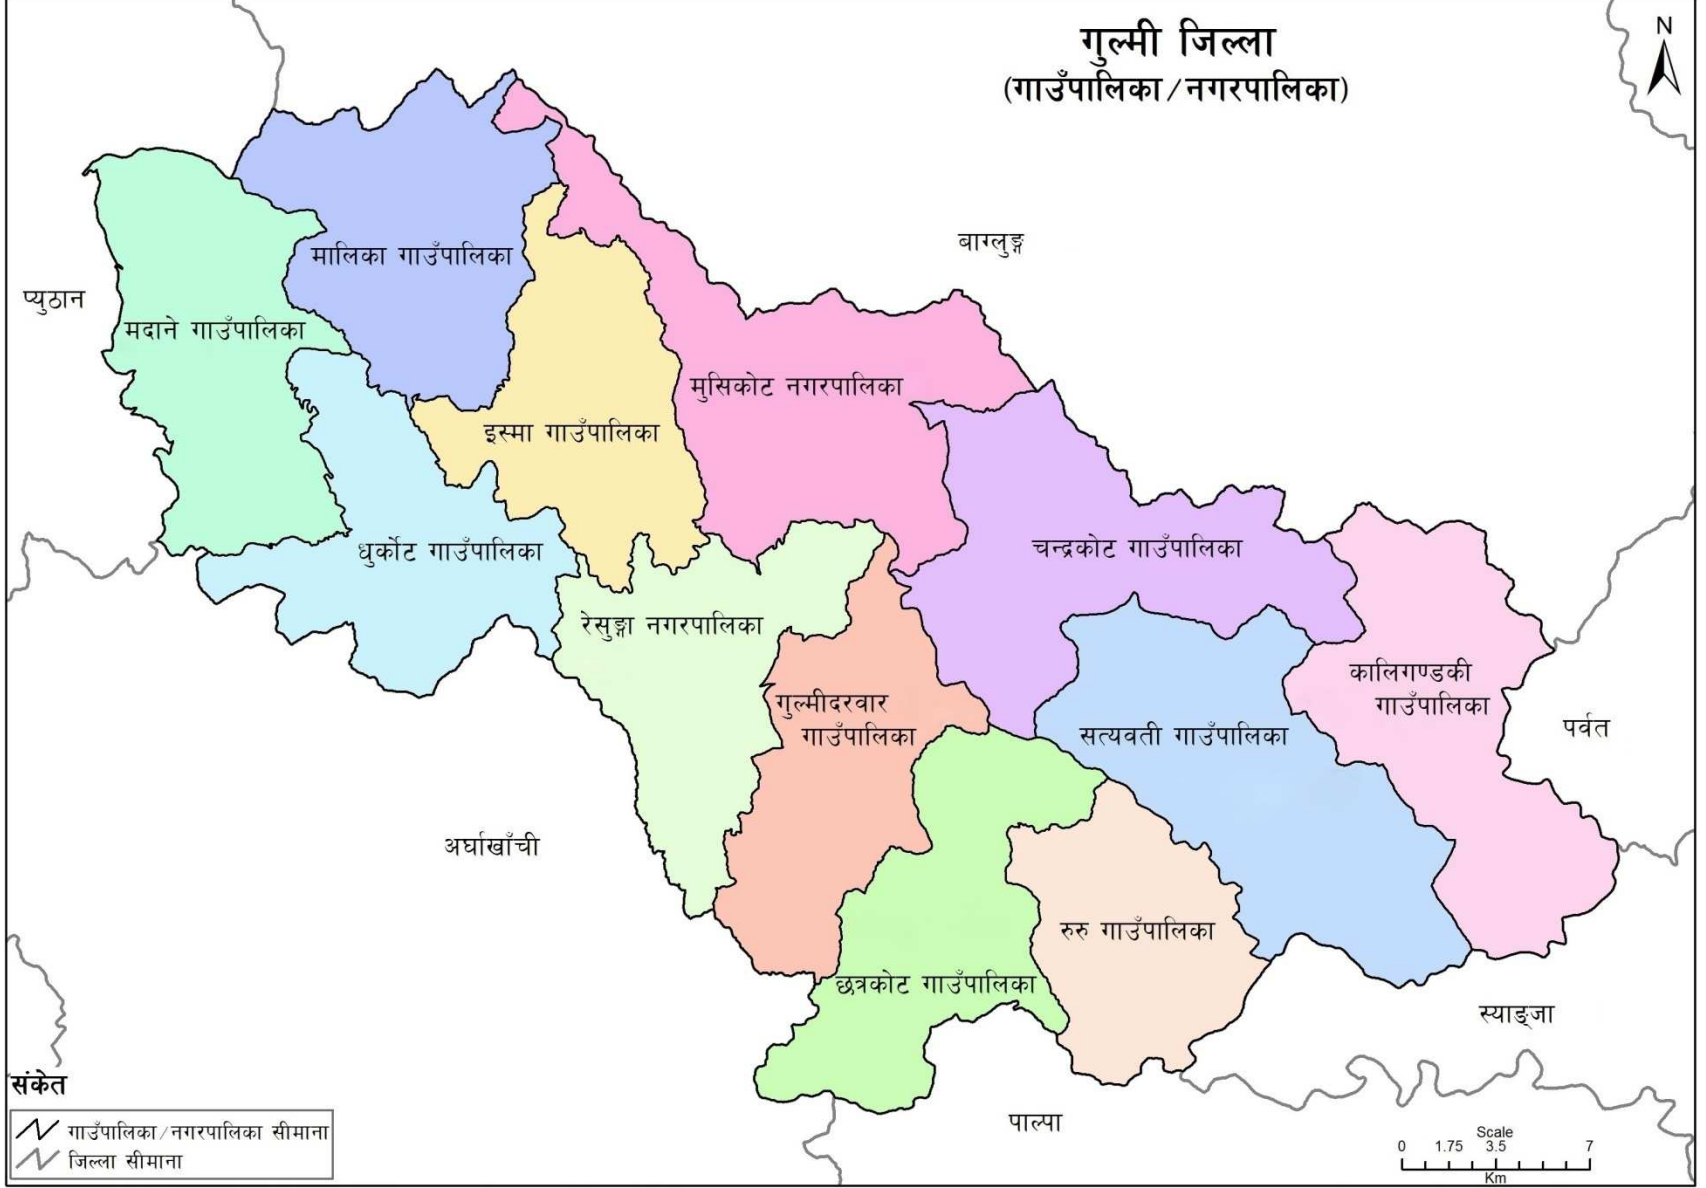 गुल्मी जिल्ला
(गाउँपालिका/नगरपालिका)
N
बाग्लुङ्ग
मालिका गाउँपालिका
प्युठान
मदाने गाउँपालिका
मुसिकोट नगरपालिका
इस्मा गाउँपालिका
धुर्कोट गाउँपालिका
चन्द्रकोट गाउँपालिका
रेसुङ्गा नगरपालिका
कालिगण्डकी
गाउँपालिका
गुल्मीदरवार
गाउँपालिका
सत्यवती गाउँपालिका
पर्वत
अर्घाखाँची
रुरु गाउँपालिका
छत्रकोट गाउँपालिका
स्याङ्जा
पाल्पा
संकेत
गाउँपालिका/नगरपालिका सीमाना
जिल्ला सीमाना
Scale
0 1.75 3.5 7
Km